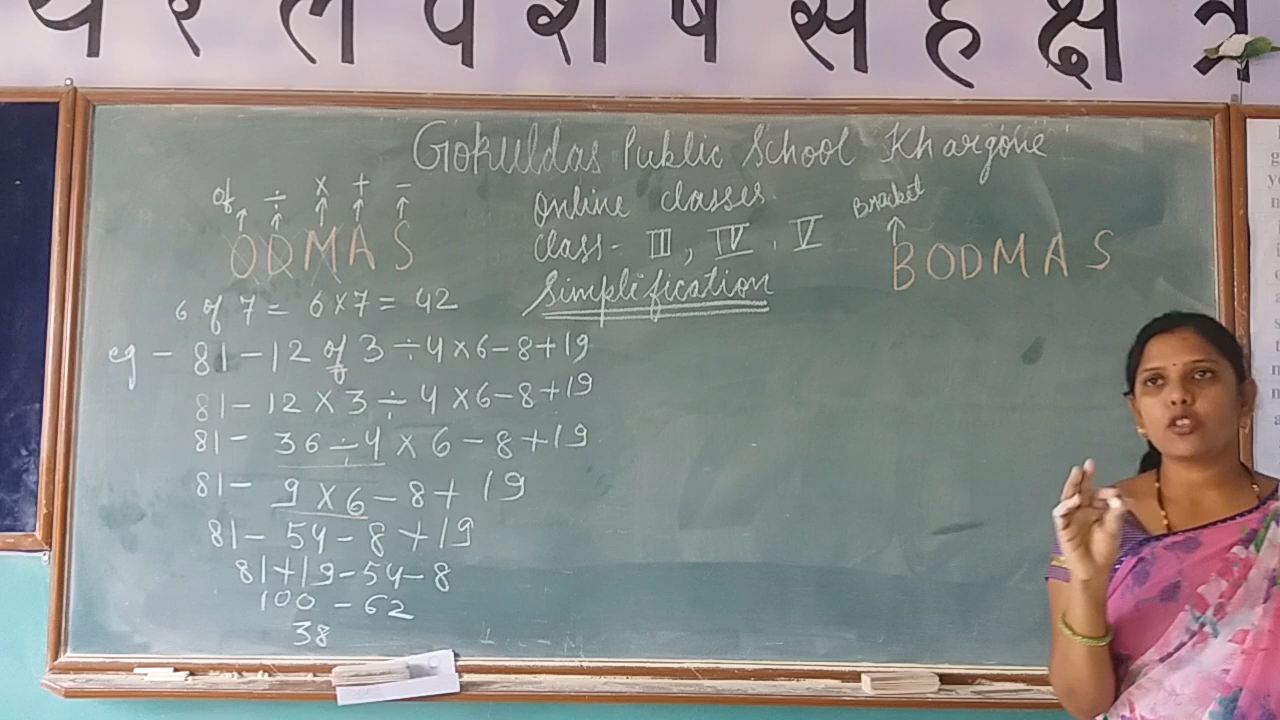 य र ल व श ष स ह क्ष त्र
Gokuldas Public School Khargone
of ÷ × + −
Online classes
Bracket
Class - III, IV, V
ODMAS
BODMAS
Simplification
6 of 7 = 6×7 = 42
eg - 81-12 of 3÷4×6-8+19
81-12×3÷4×6-8+19
81- 36÷4×6-8+19
81- 9×6-8+19
81- 54-8+19
81+19-54-8
100-62
38